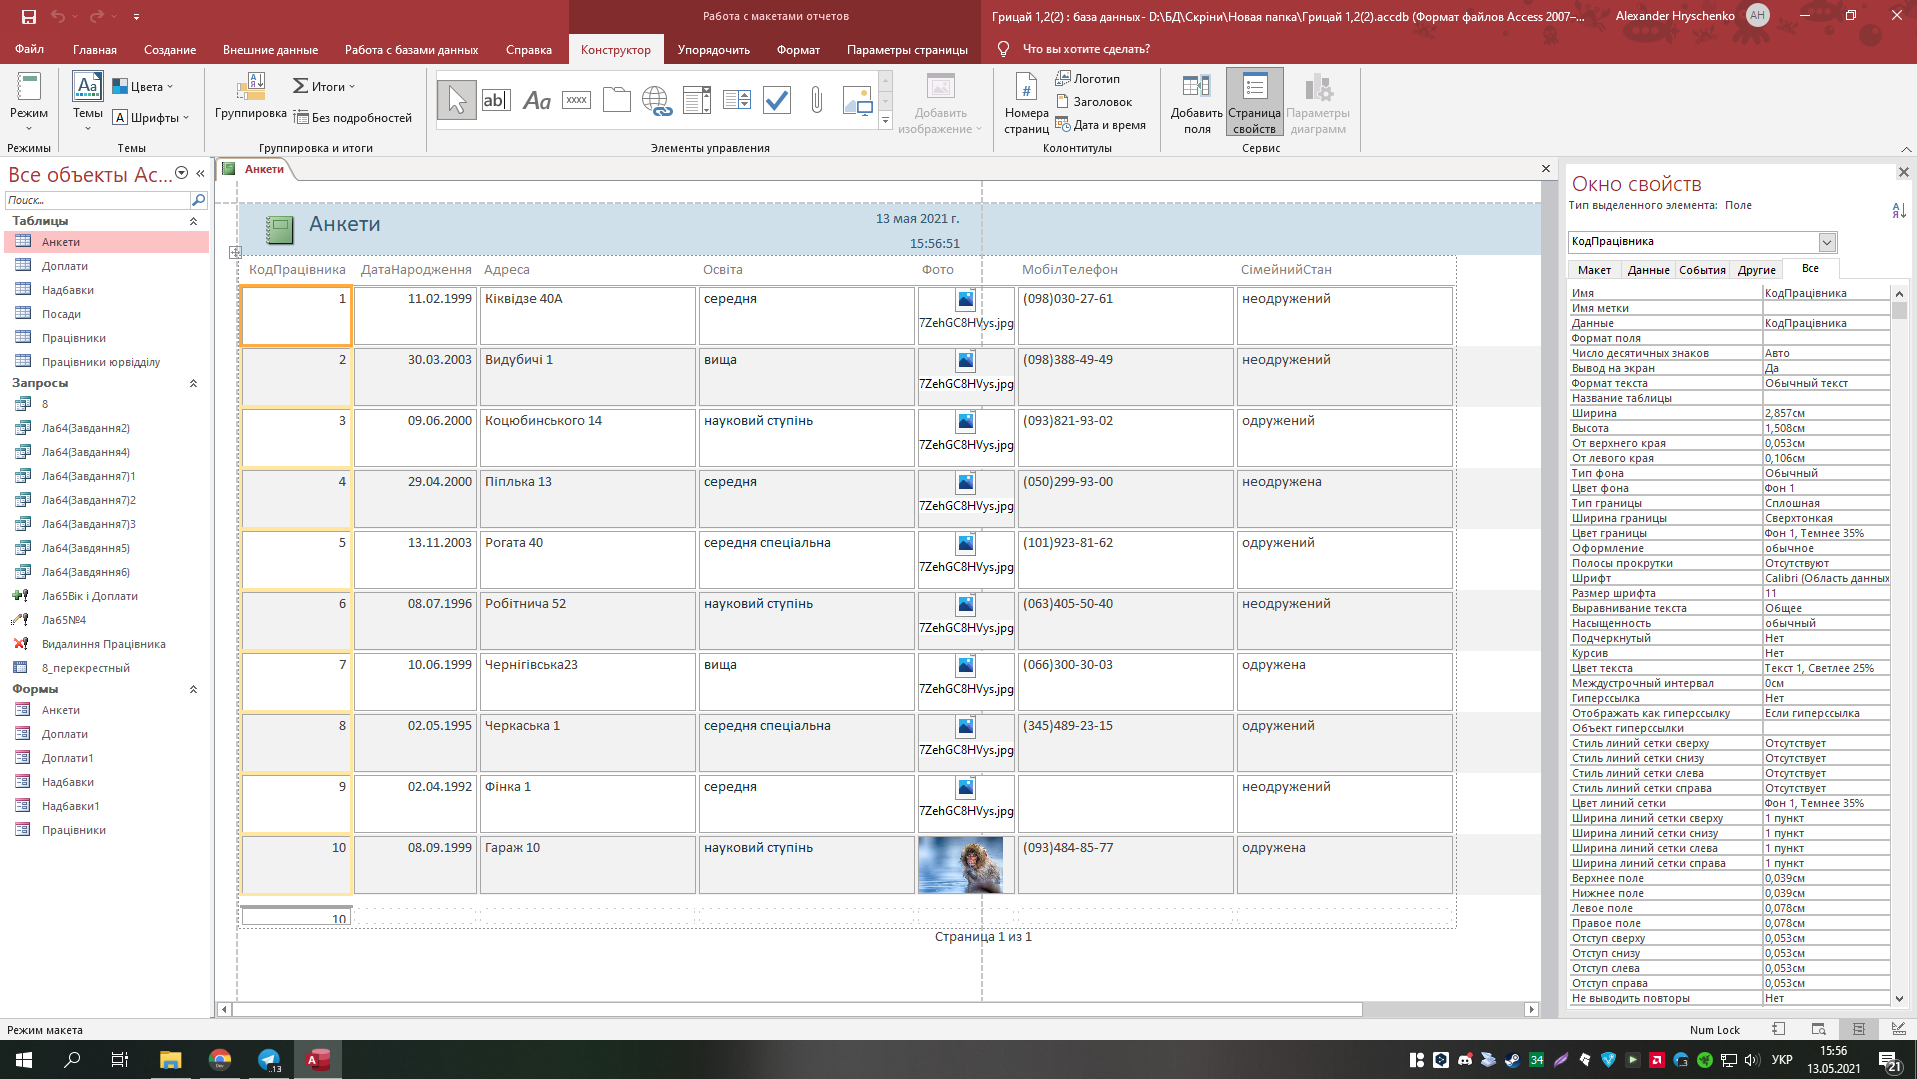 Работа с макетами отчетов
Грицай 1,2(2) : база данных- D:\БД\Скріни\Новая папка\Грицай 1,2(2).accdb (Формат файлов Access 2007–...
Alexander Hryschenko
AH
Файл
Главная
Создание
Внешние данные
Работа с базами данных
Справка
Конструктор
Упорядочить
Формат
Параметры страницы
Что вы хотите сделать?
Режим
Темы
Цвета
Шрифты
Группировка
Итоги
Без подробностей
Добавить изображение
Номера страниц
Логотип
Заголовок
Дата и время
Добавить поля
Страница свойств
Параметры диаграмм
Режимы
Темы
Группировка и итоги
Элементы управления
Колонтитулы
Сервис
Все объекты Ac...
Поиск...
Таблицы
Анкети
Доплати
Надбавки
Посади
Працівники
Працівники юрвідділу
Запросы
8
Ла64(Завдання2)
Ла64(Завдання4)
Ла64(Завдання7)1
Ла64(Завдання7)2
Ла64(Завдання7)3
Ла64(Завдяння5)
Ла64(Завдяння6)
Ла65Вік і Доплати
Ла65№4
Видалиння Працівника
8_перекрестный
Формы
Анкети
Доплати
Доплати1
Надбавки
Надбавки1
Працівники
Анкети
Анкети
13 мая 2021 г.
15:56:51
КодПрацівника ДатаНародження Адреса Освіта Фото МобілТелефон СімейнийСтан
1 11.02.1999 Кіквідзе 40А середня 7ZehGC8HVys.jpg (098)030-27-61 неодружений
2 30.03.2003 Видубичі 1 вища 7ZehGC8HVys.jpg (098)388-49-49 неодружений
3 09.06.2000 Коцюбинського 14 науковий ступінь 7ZehGC8HVys.jpg (093)821-93-02 одружений
4 29.04.2000 Піплька 13 середня 7ZehGC8HVys.jpg (050)299-93-00 неодружена
5 13.11.2003 Рогата 40 середня спеціальна 7ZehGC8HVys.jpg (101)923-81-62 одружений
6 08.07.1996 Робітнича 52 науковий ступінь 7ZehGC8HVys.jpg (063)405-50-40 неодружений
7 10.06.1999 Чернігівська23 вища 7ZehGC8HVys.jpg (066)300-30-03 одружена
8 02.05.1995 Черкаська 1 середня спеціальна 7ZehGC8HVys.jpg (345)489-23-15 одружений
9 02.04.1992 Фінка 1 середня 7ZehGC8HVys.jpg неодружений
10 08.09.1999 Гараж 10 науковий ступінь (093)484-85-77 одружена
10
Страница 1 из 1
Окно свойств
Тип выделенного элемента: Поле
КодПрацівника
Макет Данные События Другие Все
Имя КодПрацівника
Имя метки
Данные КодПрацівника
Формат поля
Число десятичных знаков Авто
Вывод на экран Да
Формат текста Обычный текст
Название таблицы
Ширина 2,857см
Высота 1,508см
От верхнего края 0,053см
От левого края 0,106см
Тип фона Обычный
Цвет фона Фон 1
Тип границы Сплошная
Ширина границы Сверхтонкая
Цвет границы Фон 1, Темнее 35%
Оформление обычное
Полосы прокрутки Отсутствуют
Шрифт Calibri (Область данных
Размер шрифта 11
Выравнивание текста Общее
Насыщенность обычный
Подчеркнутый Нет
Курсив Нет
Цвет текста Текст 1, Светлее 25%
Междустрочный интервал 0см
Гиперссылка Нет
Отображать как гиперссылку Если гиперссылка
Объект гиперссылки
Стиль линий сетки сверху Отсутствует
Стиль линий сетки снизу Отсутствует
Стиль линий сетки слева Отсутствует
Стиль линий сетки справа Отсутствует
Цвет линий сетки Фон 1, Темнее 35%
Ширина линий сетки сверху 1 пункт
Ширина линий сетки снизу 1 пункт
Ширина линий сетки слева 1 пункт
Ширина линий сетки справа 1 пункт
Верхнее поле 0,039см
Нижнее поле 0,039см
Левое поле 0,078см
Правое поле 0,078см
Отступ сверху 0,053см
Отступ снизу 0,053см
Отступ слева 0,053см
Отступ справа 0,053см
Не выводить повторы Нет
Режим макета
Num Lock
34
УКР
15:56
13.05.2021
21